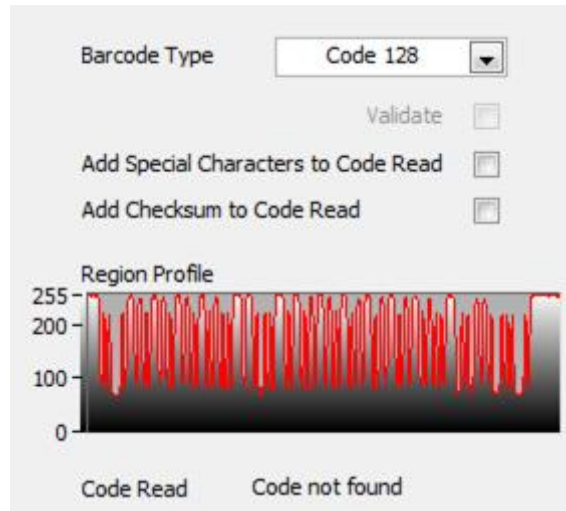 Barcode Type Code 128
Validate
Add Special Characters to Code Read
Add Checksum to Code Read
Region Profile
255
200
100
0
Code Read Code not found